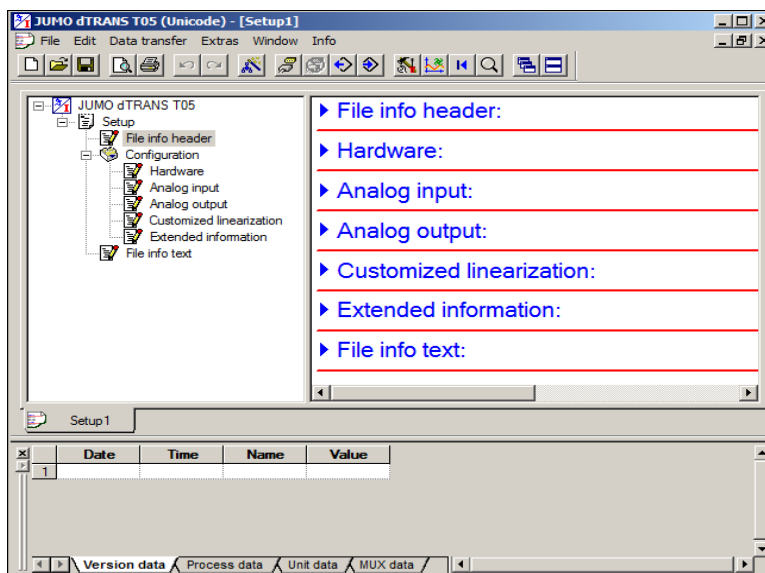 JUMO dTRANS T05 (Unicode) - [Setup1]
File Edit Data transfer Extras Window Info
JUMO dTRANS T05
Setup
File info header
Configuration
Hardware
Analog input
Analog output
Customized linearization
Extended information
File info text
File info header:
Hardware:
Analog input:
Analog output:
Customized linearization:
Extended information:
File info text:
Setup1
Date Time Name Value
1
Version data Process data Unit data MUX data